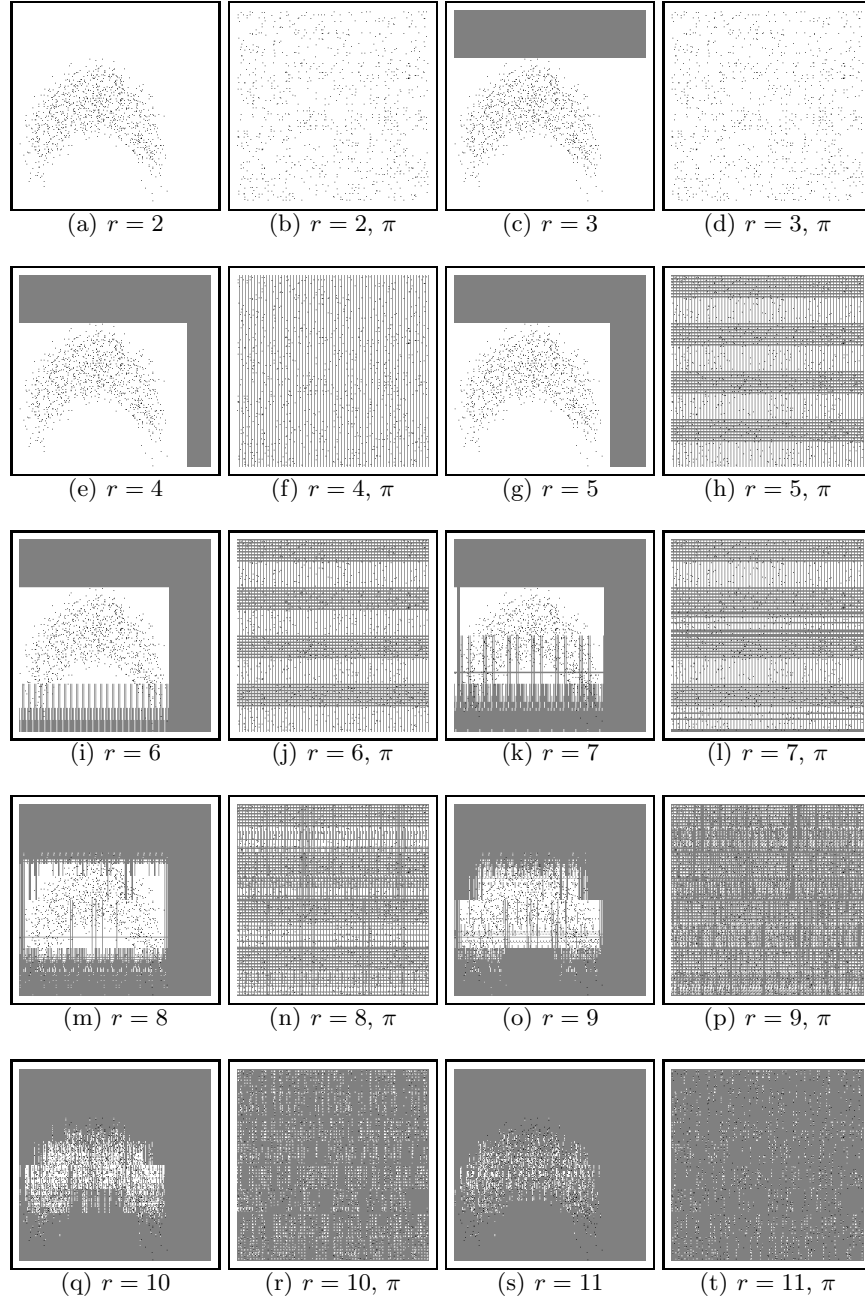 (a) r = 2 (b) r = 2, π (c) r = 3 (d) r = 3, π
(e) r = 4 (f) r = 4, π (g) r = 5 (h) r = 5, π
(i) r = 6 (j) r = 6, π (k) r = 7 (l) r = 7, π
(m) r = 8 (n) r = 8, π (o) r = 9 (p) r = 9, π
(q) r = 10 (r) r = 10, π (s) r = 11 (t) r = 11, π